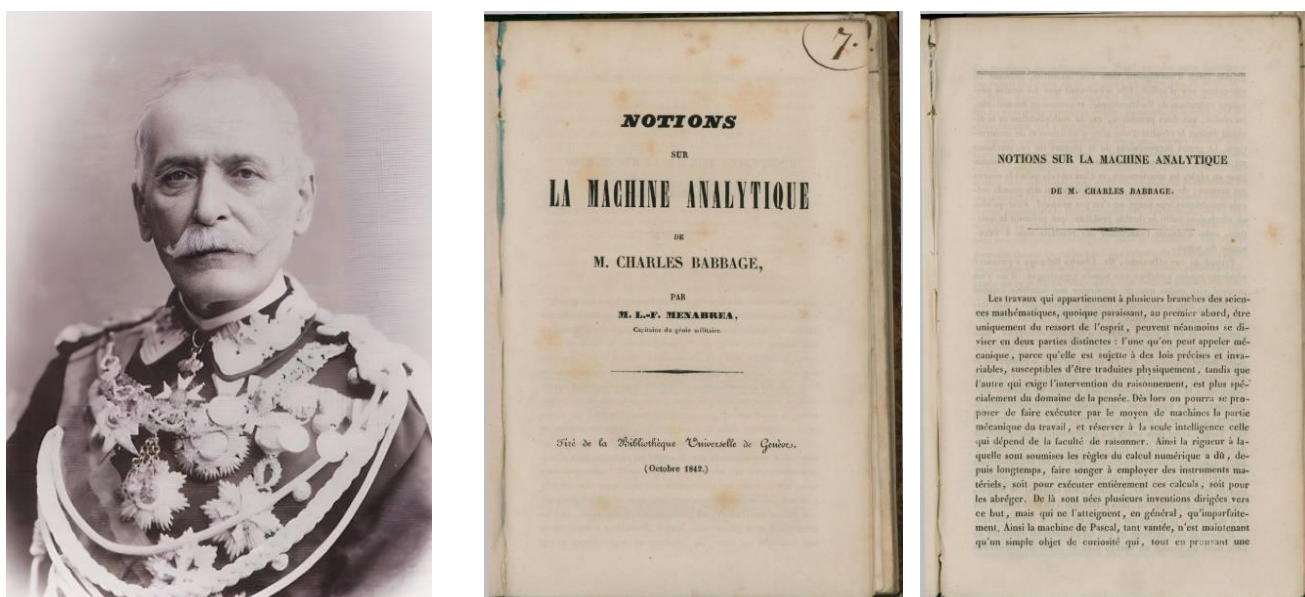 7.
NOTIONS
SUR
LA MACHINE ANALYTIQUE
DE
M. CHARLES BABBAGE,
PAR
M. L.-F. MENABREA,
Capitaine du génie militaire.
Tiré de la Bibliothèque Universelle de Genève.
(Octobre 1842.)
NOTIONS SUR LA MACHINE ANALYTIQUE
DE M. CHARLES BABBAGE.
Les travaux qui appartiennent à plusieurs branches des scien-
ces mathématiques, quoique paraissant, au premier abord, être
uniquement du ressort de l'esprit, peuvent néanmoins se di-
viser en deux parties distinctes : l'une qu'on peut appeler mé-
canique, parce qu'elle est sujette à des lois précises et inva-
riables, susceptibles d'être traduites physiquement, tandis que
l'autre qui exige l'intervention du raisonnement, est plus spé-
cialement du domaine de la pensée. Dès lors on pourra se pro-
poser de faire exécuter par le moyen de machines la partie
mécanique du travail, et réserver à la seule intelligence celle
qui dépend de la faculté de raisonner. Ainsi la rigueur à la-
quelle sont soumises les règles du calcul numérique a dû, de-
puis longtemps, faire songer à employer des instruments ma-
tériels, soit pour exécuter entièrement ces calculs, soit pour
les abréger. De là sont nées plusieurs inventions dirigées vers
ce but, mais qui ne l'atteignent, en général, qu'imparfaite-
ment. Ainsi la machine de Pascal, tant vantée, n'est maintenant
qu'un simple objet de curiosité qui, tout en prouvant une